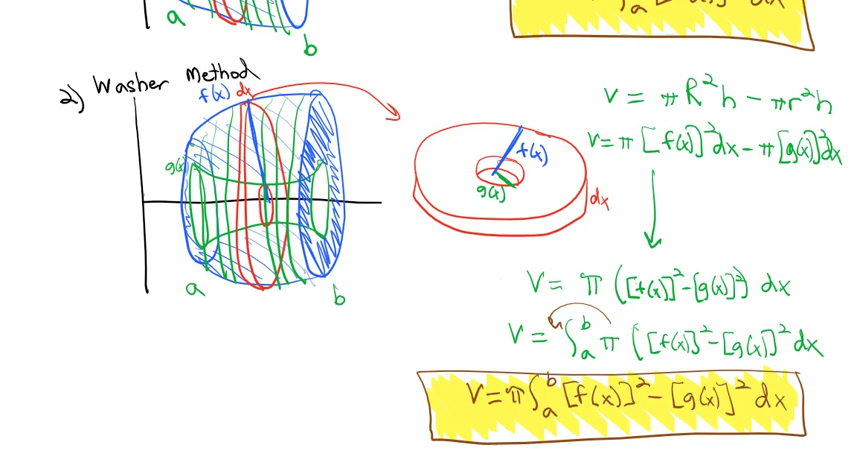 a
b
2) Washer Method
f(x) dx
g(x)
a
b
f(x)
g(x)
dx
V = πR²h - πr²h
V = π[f(x)]²dx - π[g(x)]²dx
V = π([f(x)]²-[g(x)]²) dx
V = ∫ₐᵇ π([f(x)]²-[g(x)]² dx
V = π∫ₐᵇ [f(x)]² - [g(x)]² dx